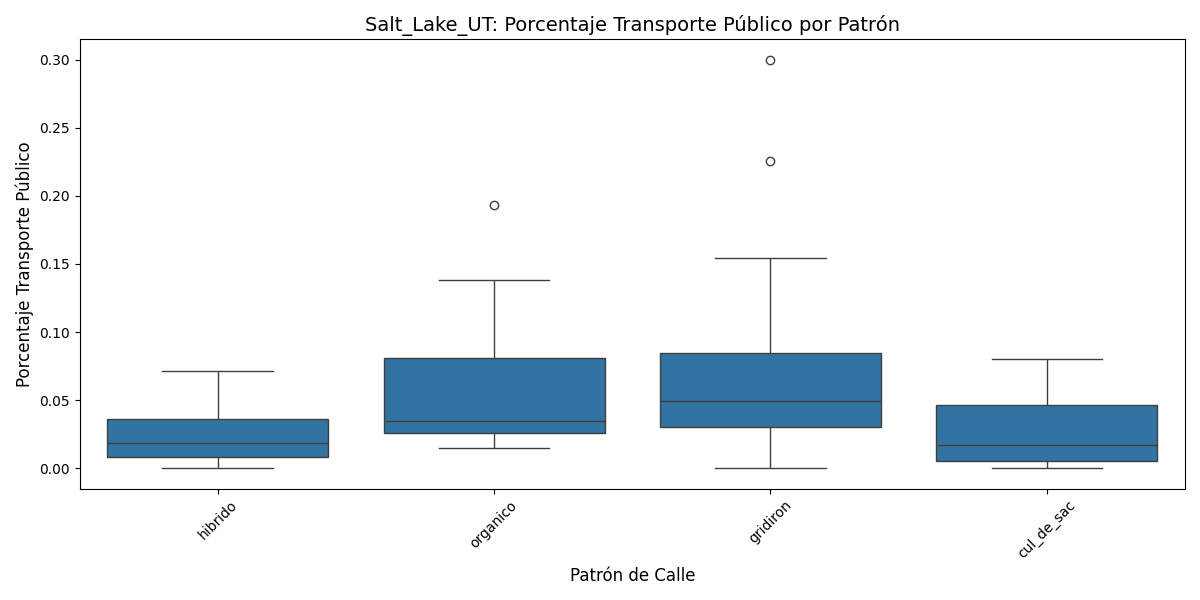 Salt_Lake_UT: Porcentaje Transporte Público por Patrón
Porcentaje Transporte Público
0.30
0.25
0.20
0.15
0.10
0.05
0.00
hibrido
organico
gridiron
cul_de_sac
Patrón de Calle